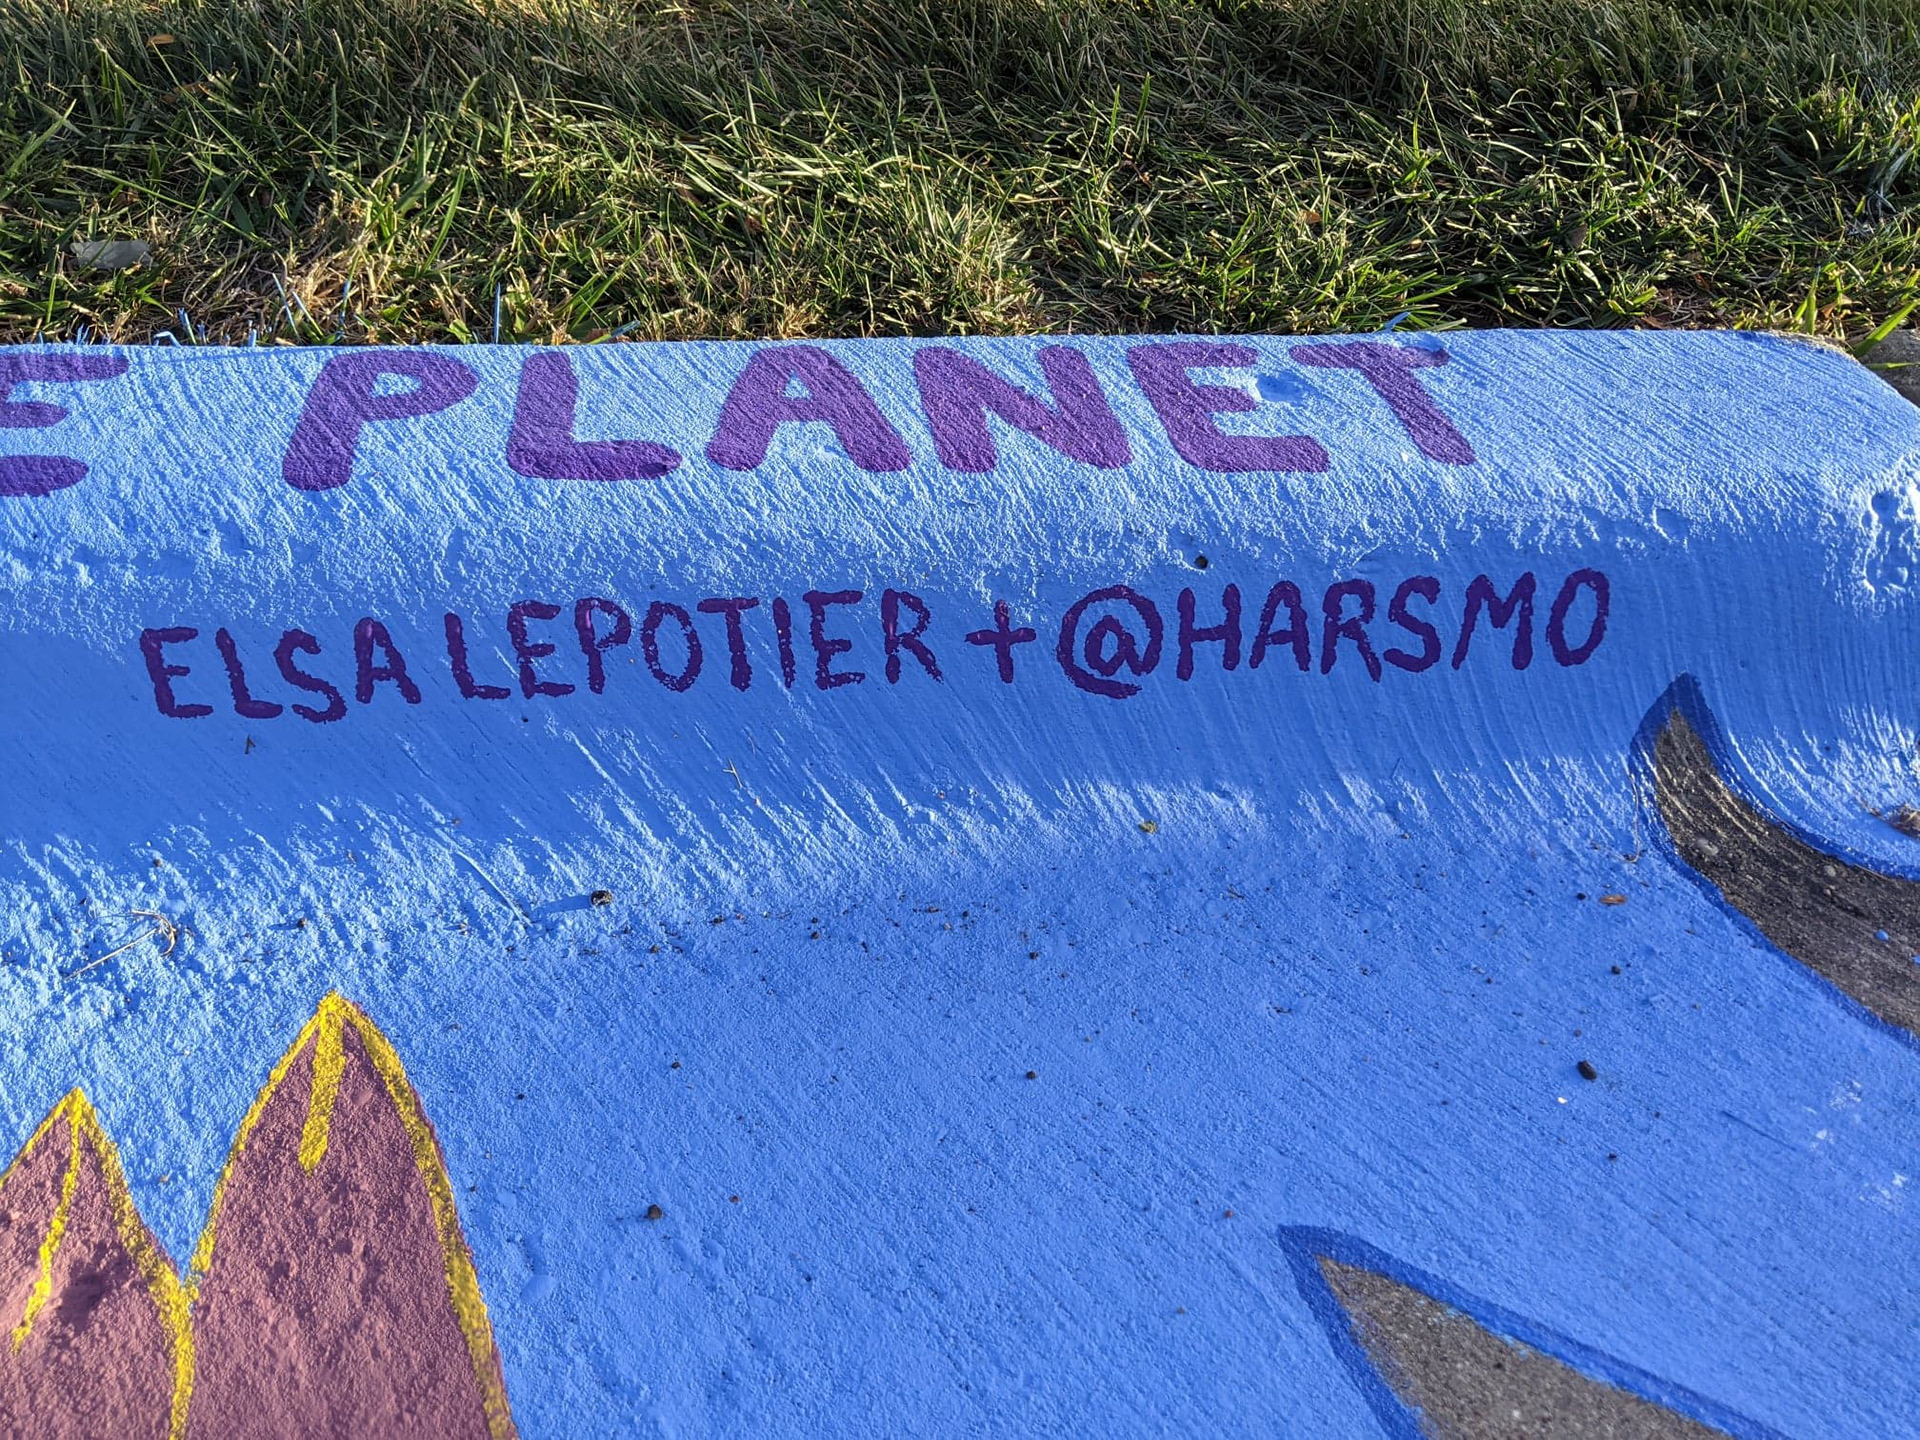 E PLANET
ELSA LEPOTIER + @HARSMO